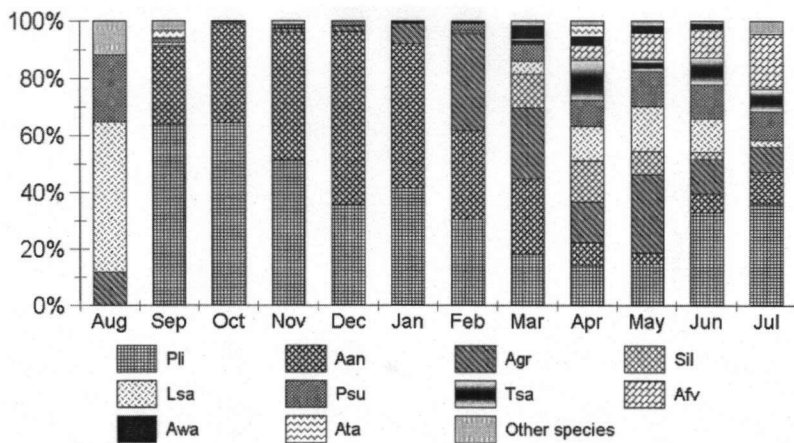 100%
80%
60%
40%
20%
0%
Aug Sep Oct Nov Dec Jan Feb Mar Apr May Jun Jul
Pli Aan Agr Sil
Lsa Psu Tsa Afv
Awa Ata Other species